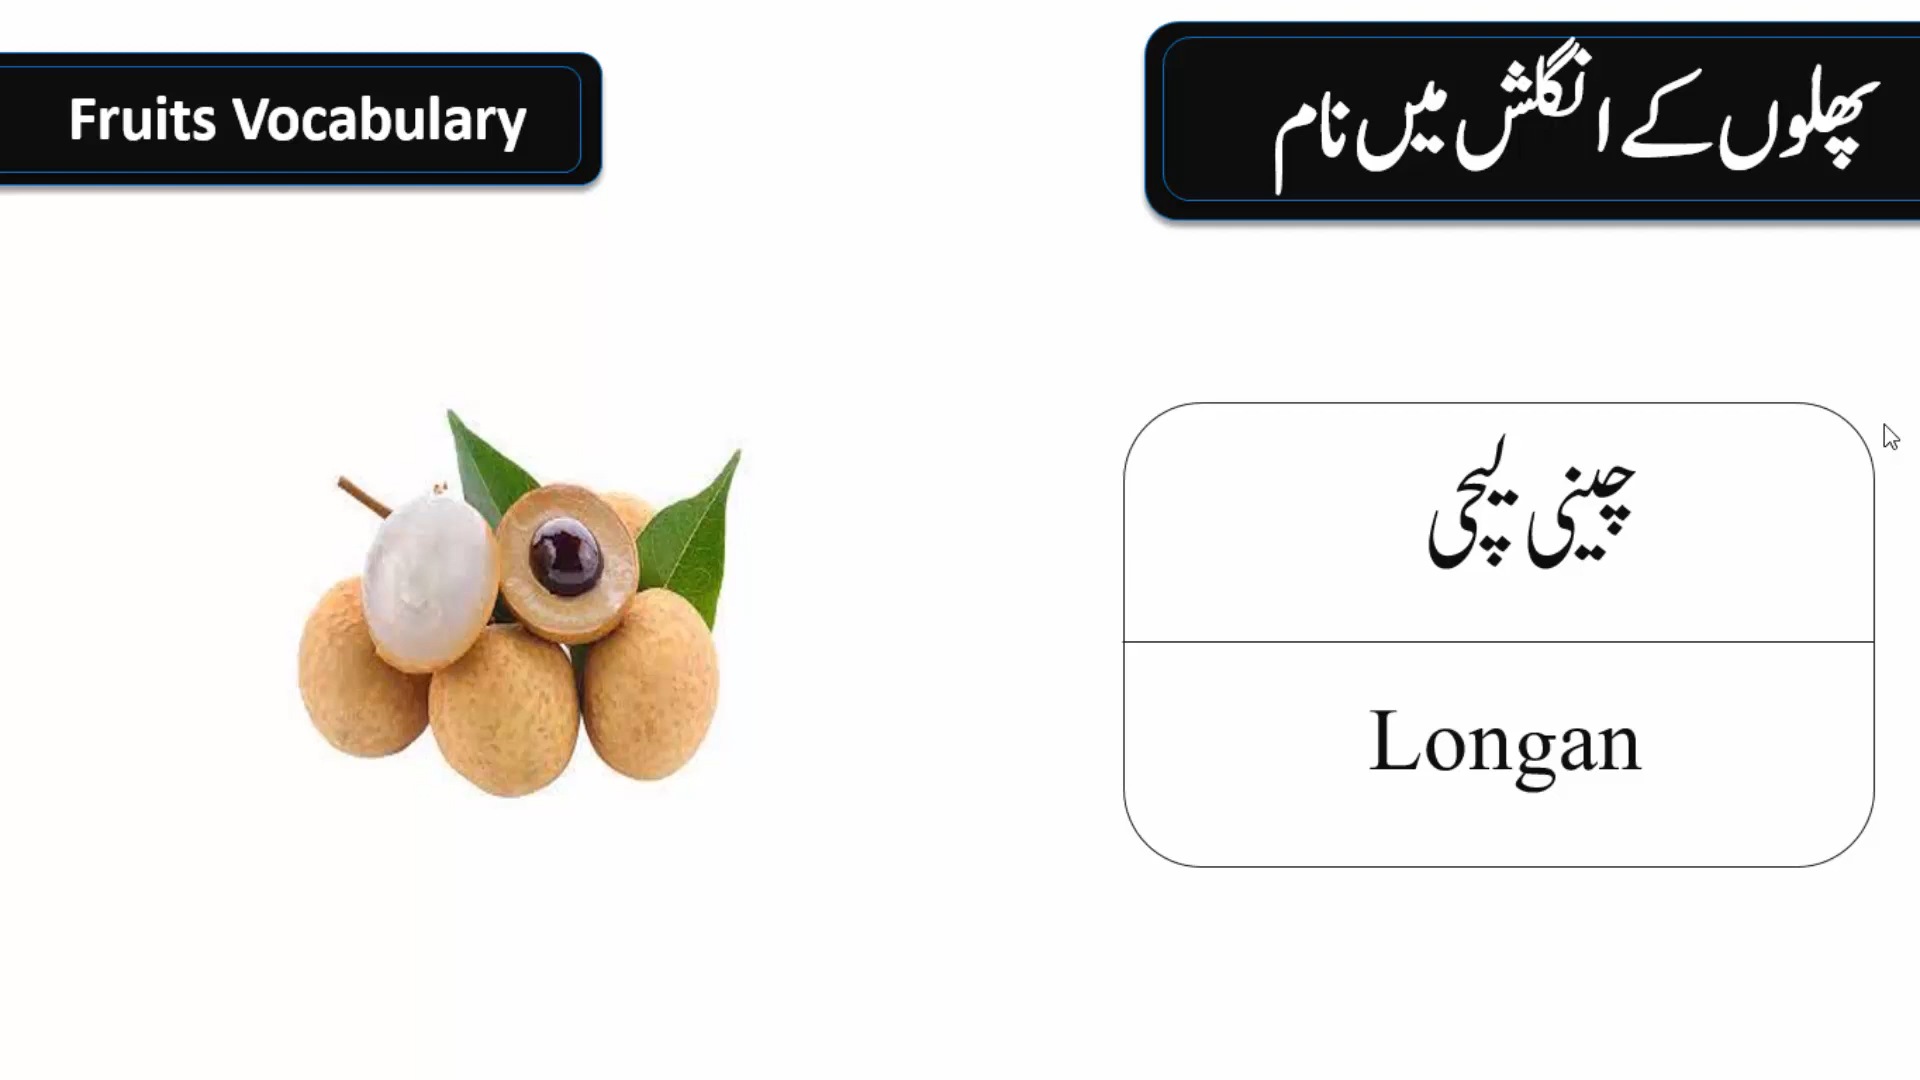 Fruits Vocabulary
پھلوں کے انگلش میں نام
چینی لیچی
Longan